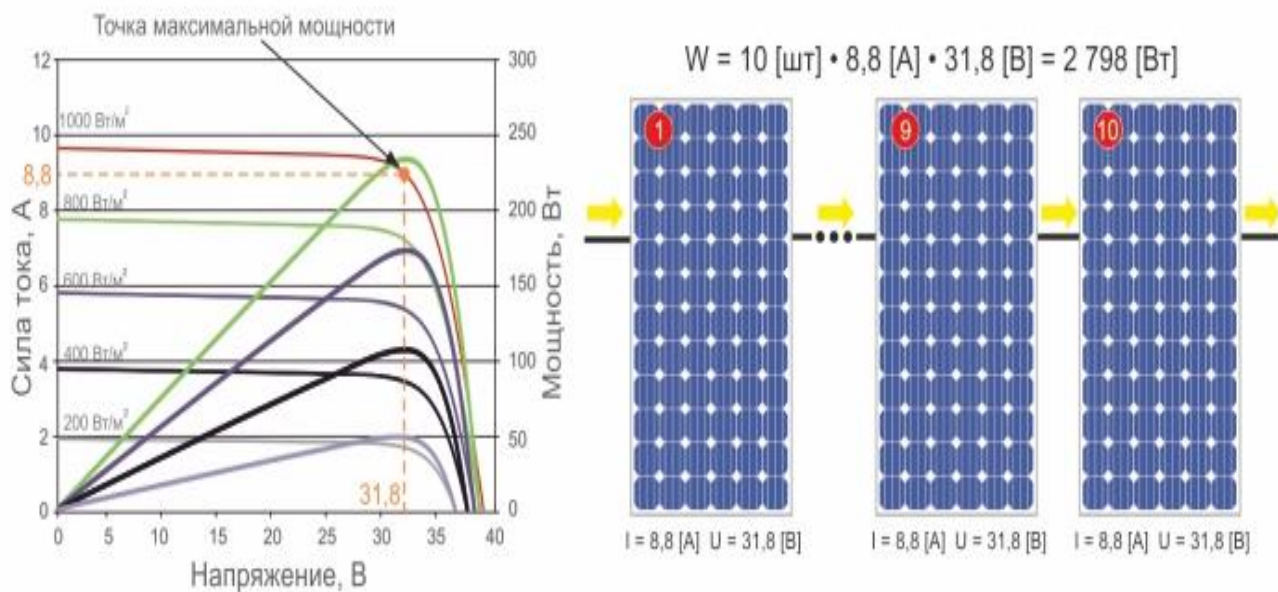 Точка максимальной мощности
12
10
8,8
8
6
4
2
0
Сила тока, А
1000 Вт/м²
800 Вт/м²
600 Вт/м²
400 Вт/м²
200 Вт/м²
31,8
300
250
200
150
100
50
0
Мощность, Вт
0 5 10 15 20 25 30 35 40
Напряжение, В
W = 10 [шт] • 8,8 [А] • 31,8 [В] = 2 798 [Вт]
1
9
10
I = 8,8 [А] U = 31,8 [В]
I = 8,8 [А] U = 31,8 [В]
I = 8,8 [А] U = 31,8 [В]